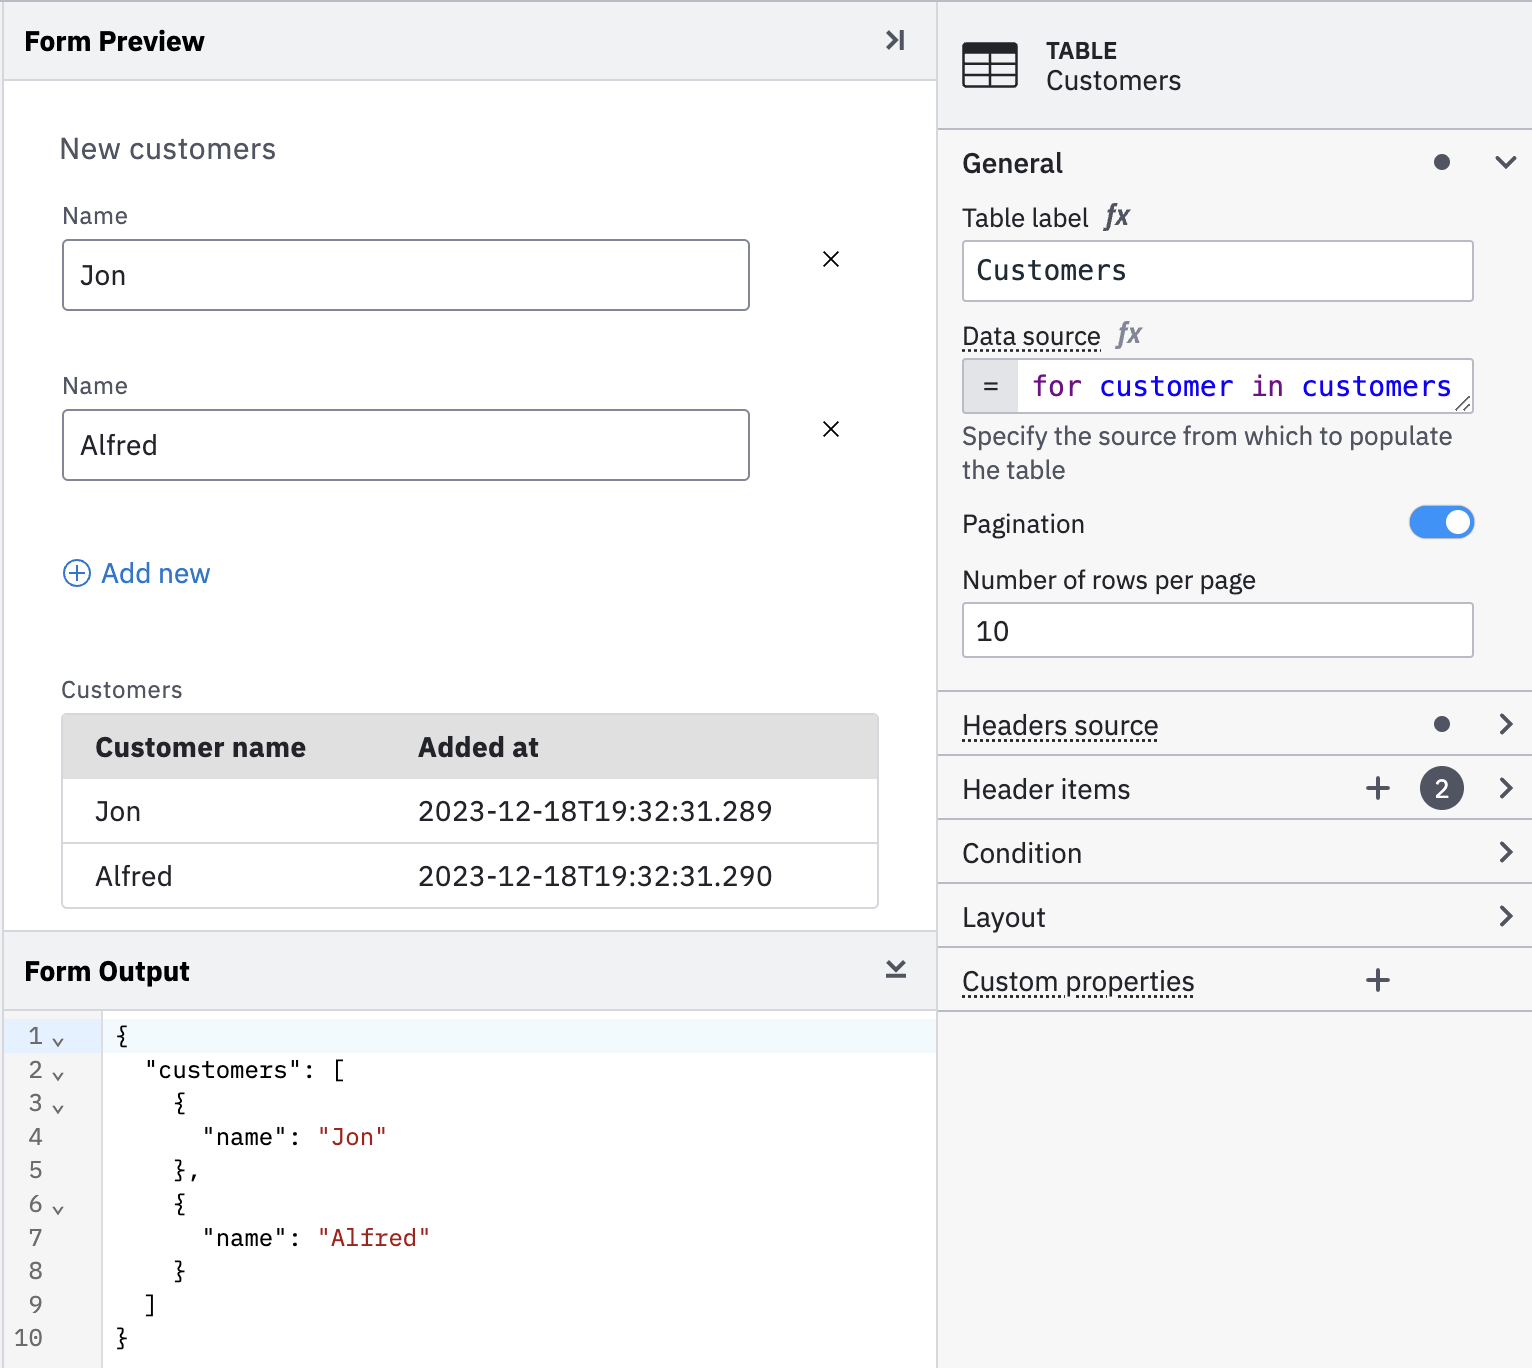 Form Preview
New customers
Name
Jon
Name
Alfred
Add new
Customers
Customer name Added at
Jon 2023-12-18T19:32:31.289
Alfred 2023-12-18T19:32:31.290
Form Output
1 {
2 "customers": [
3 {
4 "name": "Jon"
5 },
6 {
7 "name": "Alfred"
8 }
9 ]
10 }
TABLE
Customers
General
Table label fx
Customers
Data source fx
= for customer in customers
Specify the source from which to populate
the table
Pagination
Number of rows per page
10
Headers source
Header items 2
Condition
Layout
Custom properties